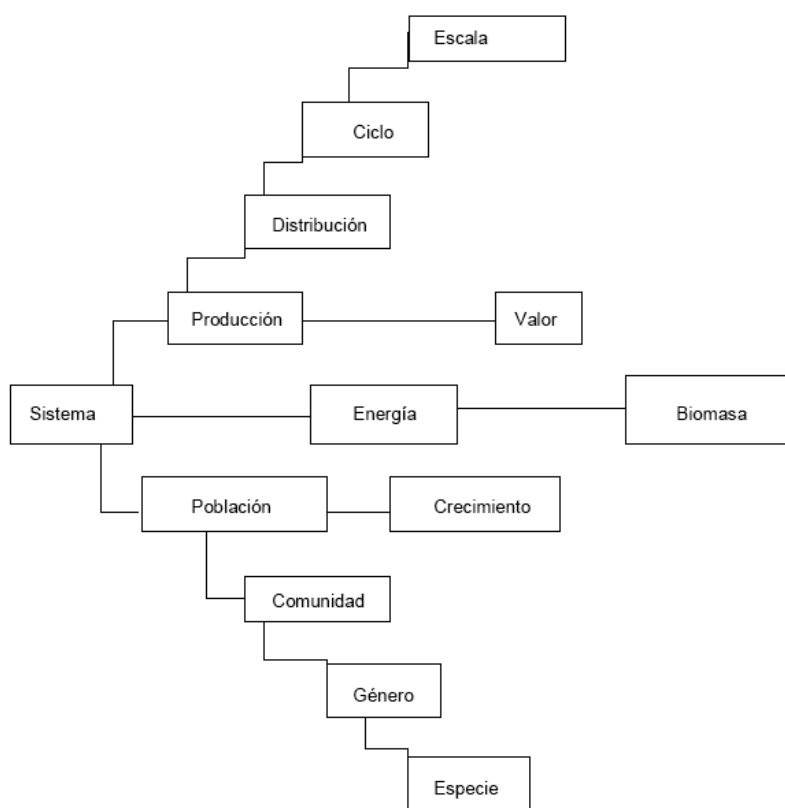 Escala
Ciclo
Distribución
Producción
Valor
Sistema
Energía
Biomasa
Población
Crecimiento
Comunidad
Género
Especie